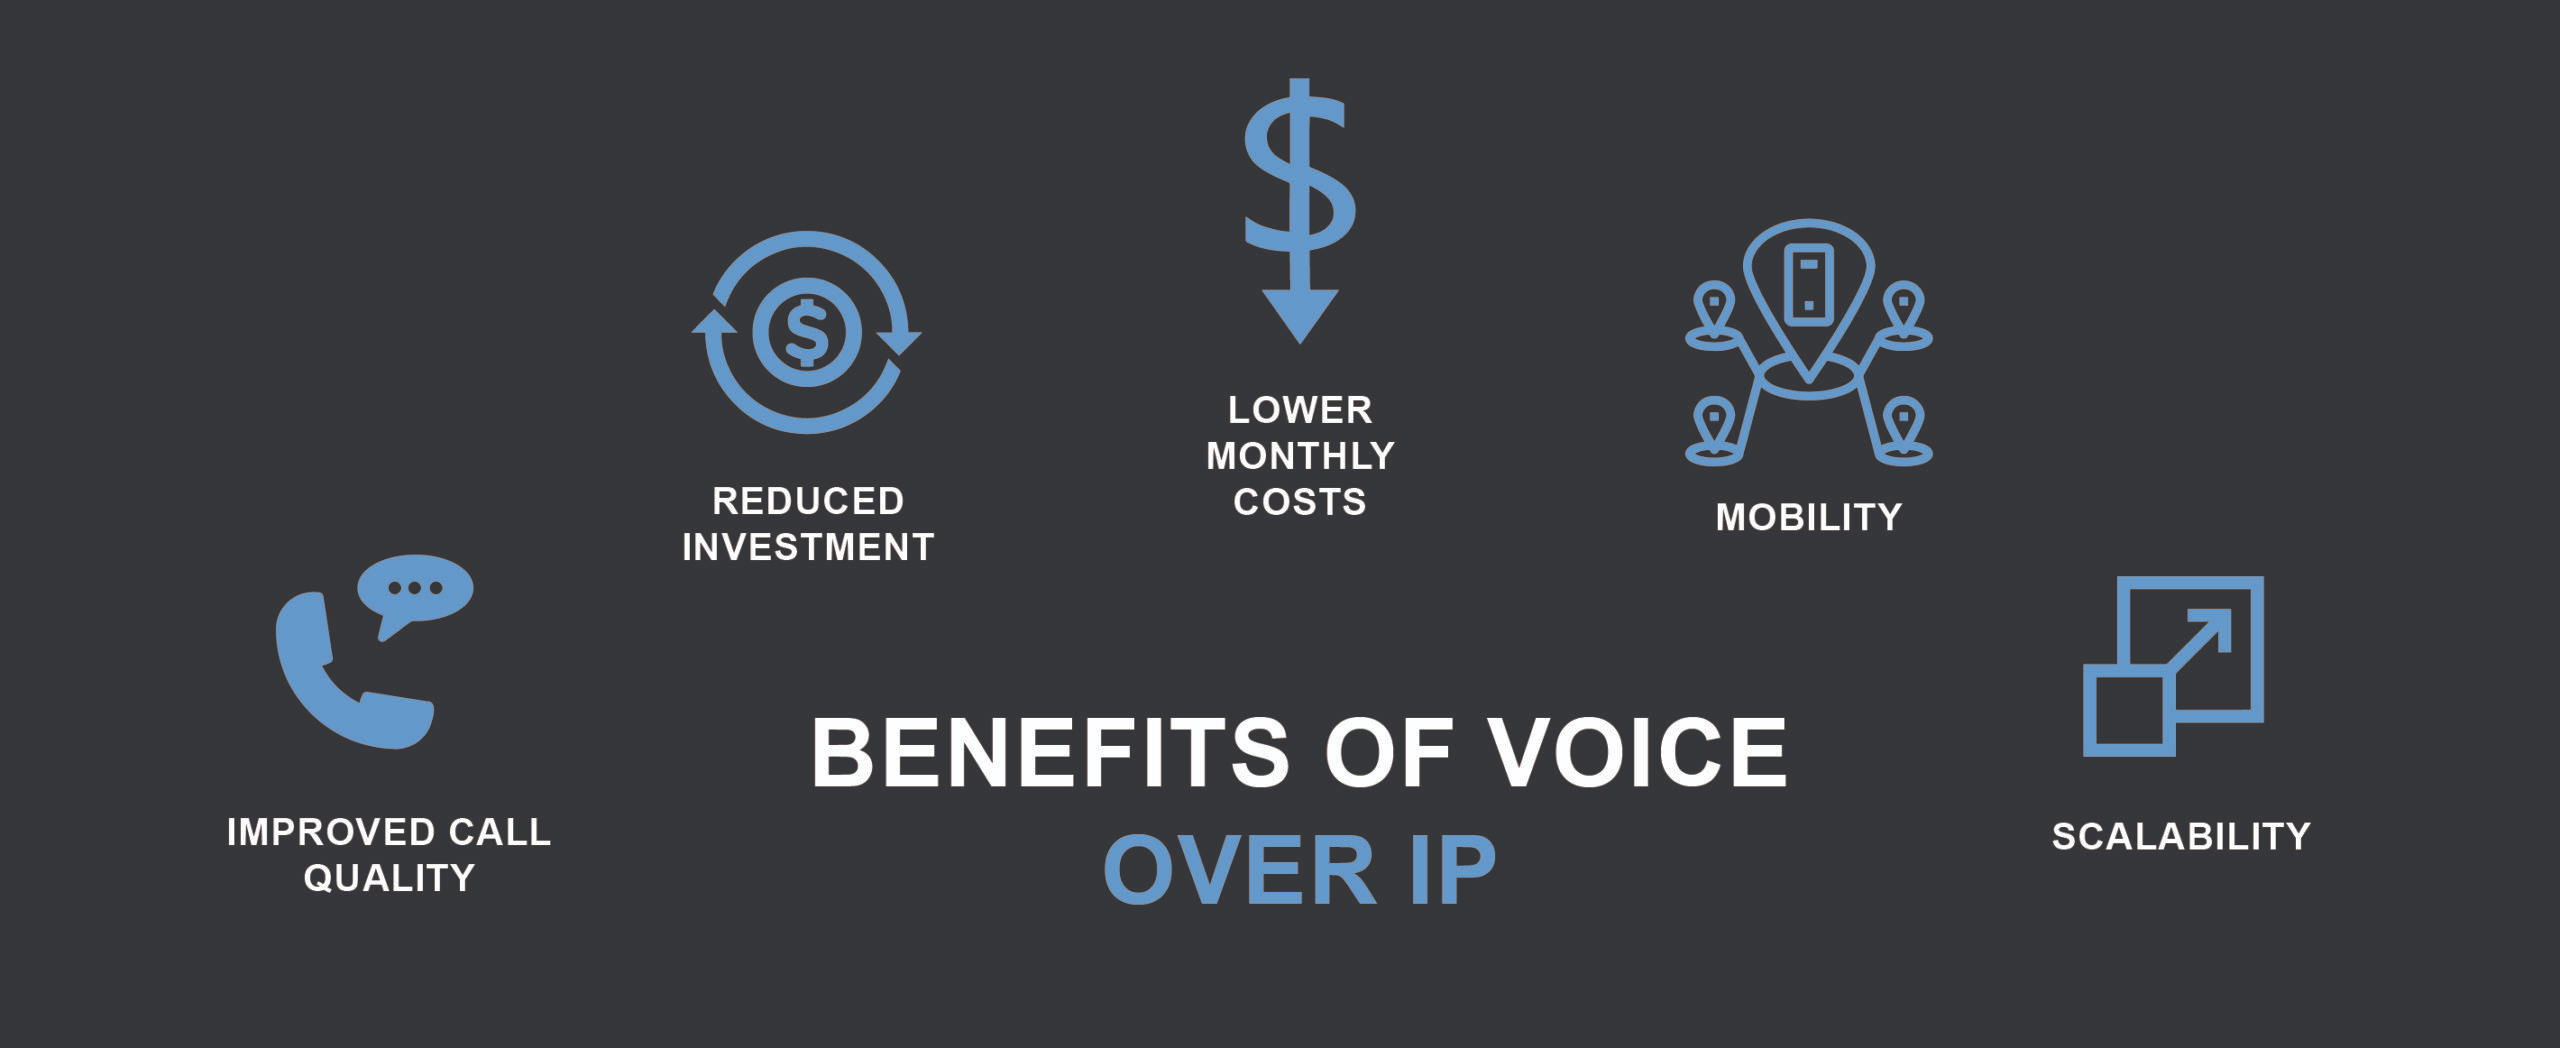 LOWER
MONTHLY
COSTS
REDUCED
INVESTMENT
MOBILITY
IMPROVED CALL
QUALITY
SCALABILITY
BENEFITS OF VOICE
OVER IP